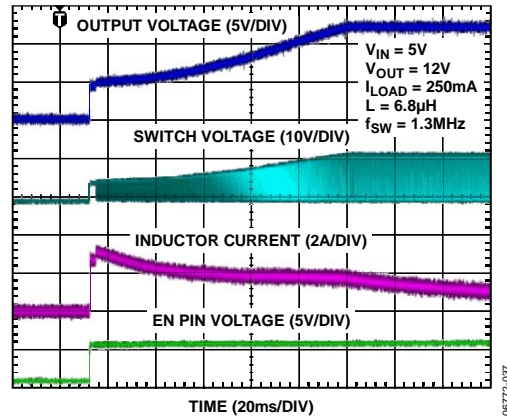 T
OUTPUT VOLTAGE (5V/DIV)
V_IN = 5V
V_OUT = 12V
I_LOAD = 250mA
L = 6.8µH
f_SW = 1.3MHz
SWITCH VOLTAGE (10V/DIV)
INDUCTOR CURRENT (2A/DIV)
EN PIN VOLTAGE (5V/DIV)
TIME (20ms/DIV)
06772-037